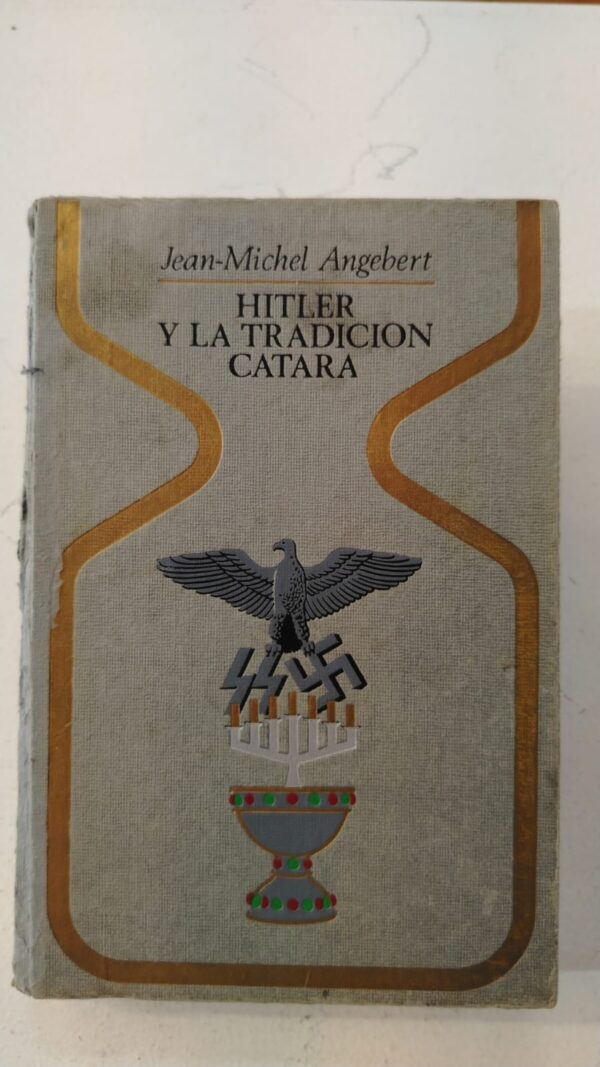 Jean-Michel Angebert
HITLER
Y LA TRADICION
CATARA